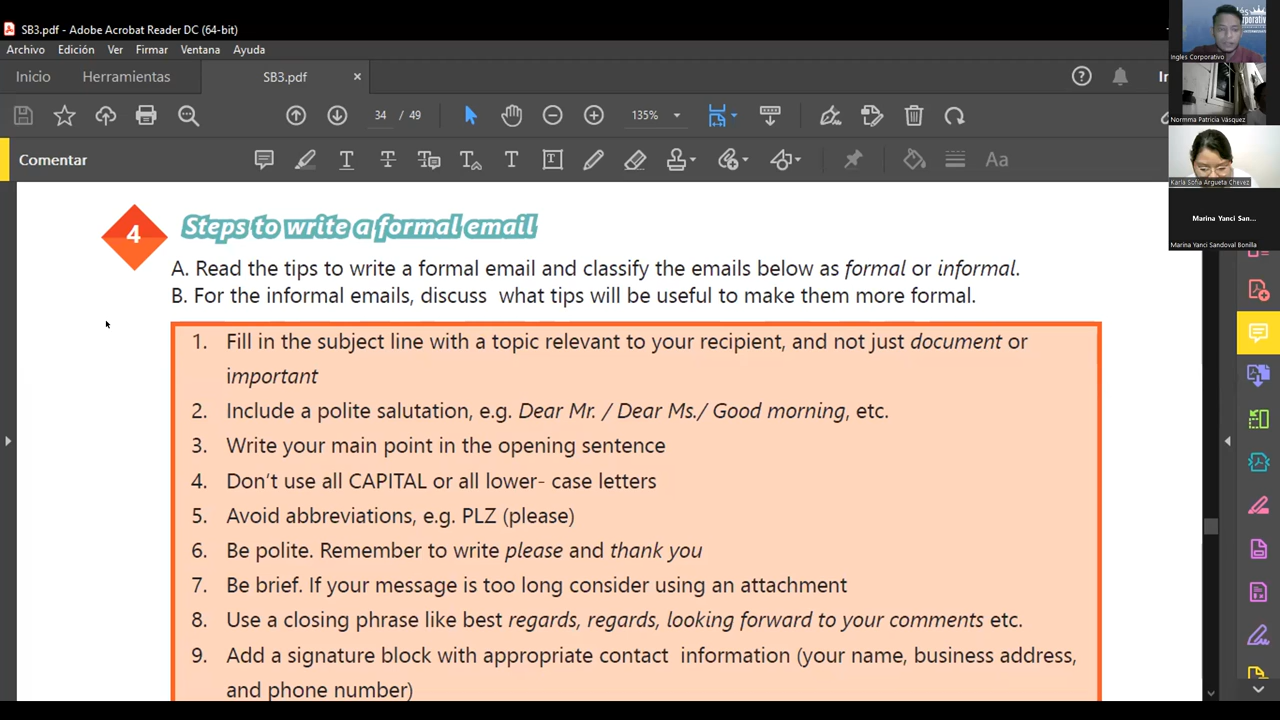 SB3.pdf - Adobe Acrobat Reader DC (64-bit)
Archivo Edición Ver Firmar Ventana Ayuda
Inicio Herramientas SB3.pdf ×
34 / 49 135%
Comentar
Ingles Corporativo
Normma Patricia Vásquez
Karla Sofía Argueta Chevez
Marina Yanci San...
Marina Yanci Sandoval Bonilla
4 Steps to write a formal email
A. Read the tips to write a formal email and classify the emails below as formal or informal.
B. For the informal emails, discuss what tips will be useful to make them more formal.
1. Fill in the subject line with a topic relevant to your recipient, and not just document or
important
2. Include a polite salutation, e.g. Dear Mr. / Dear Ms./ Good morning, etc.
3. Write your main point in the opening sentence
4. Don't use all CAPITAL or all lower- case letters
5. Avoid abbreviations, e.g. PLZ (please)
6. Be polite. Remember to write please and thank you
7. Be brief. If your message is too long consider using an attachment
8. Use a closing phrase like best regards, regards, looking forward to your comments etc.
9. Add a signature block with appropriate contact information (your name, business address,
and phone number)